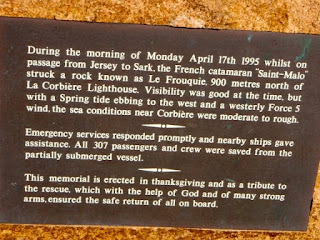 During the morning of Monday April 17th 1995 whilst on
passage from Jersey to Sark, the French catamaran "Saint-Malo"
struck a rock known as Le Frouquie, 900 metres north of
La Corbière Lighthouse. Visibility was good at the time, but
with a Spring tide ebbing to the west and a westerly Force 5
wind, the sea conditions near Corbière were moderate to rough.
Emergency services responded promptly and nearby ships gave
assistance. All 307 passengers and crew were saved from the
partially submerged vessel.
This memorial is erected in thanksgiving and as a tribute to
the rescue, which with the help of God and of many strong
arms, ensured the safe return of all on board.